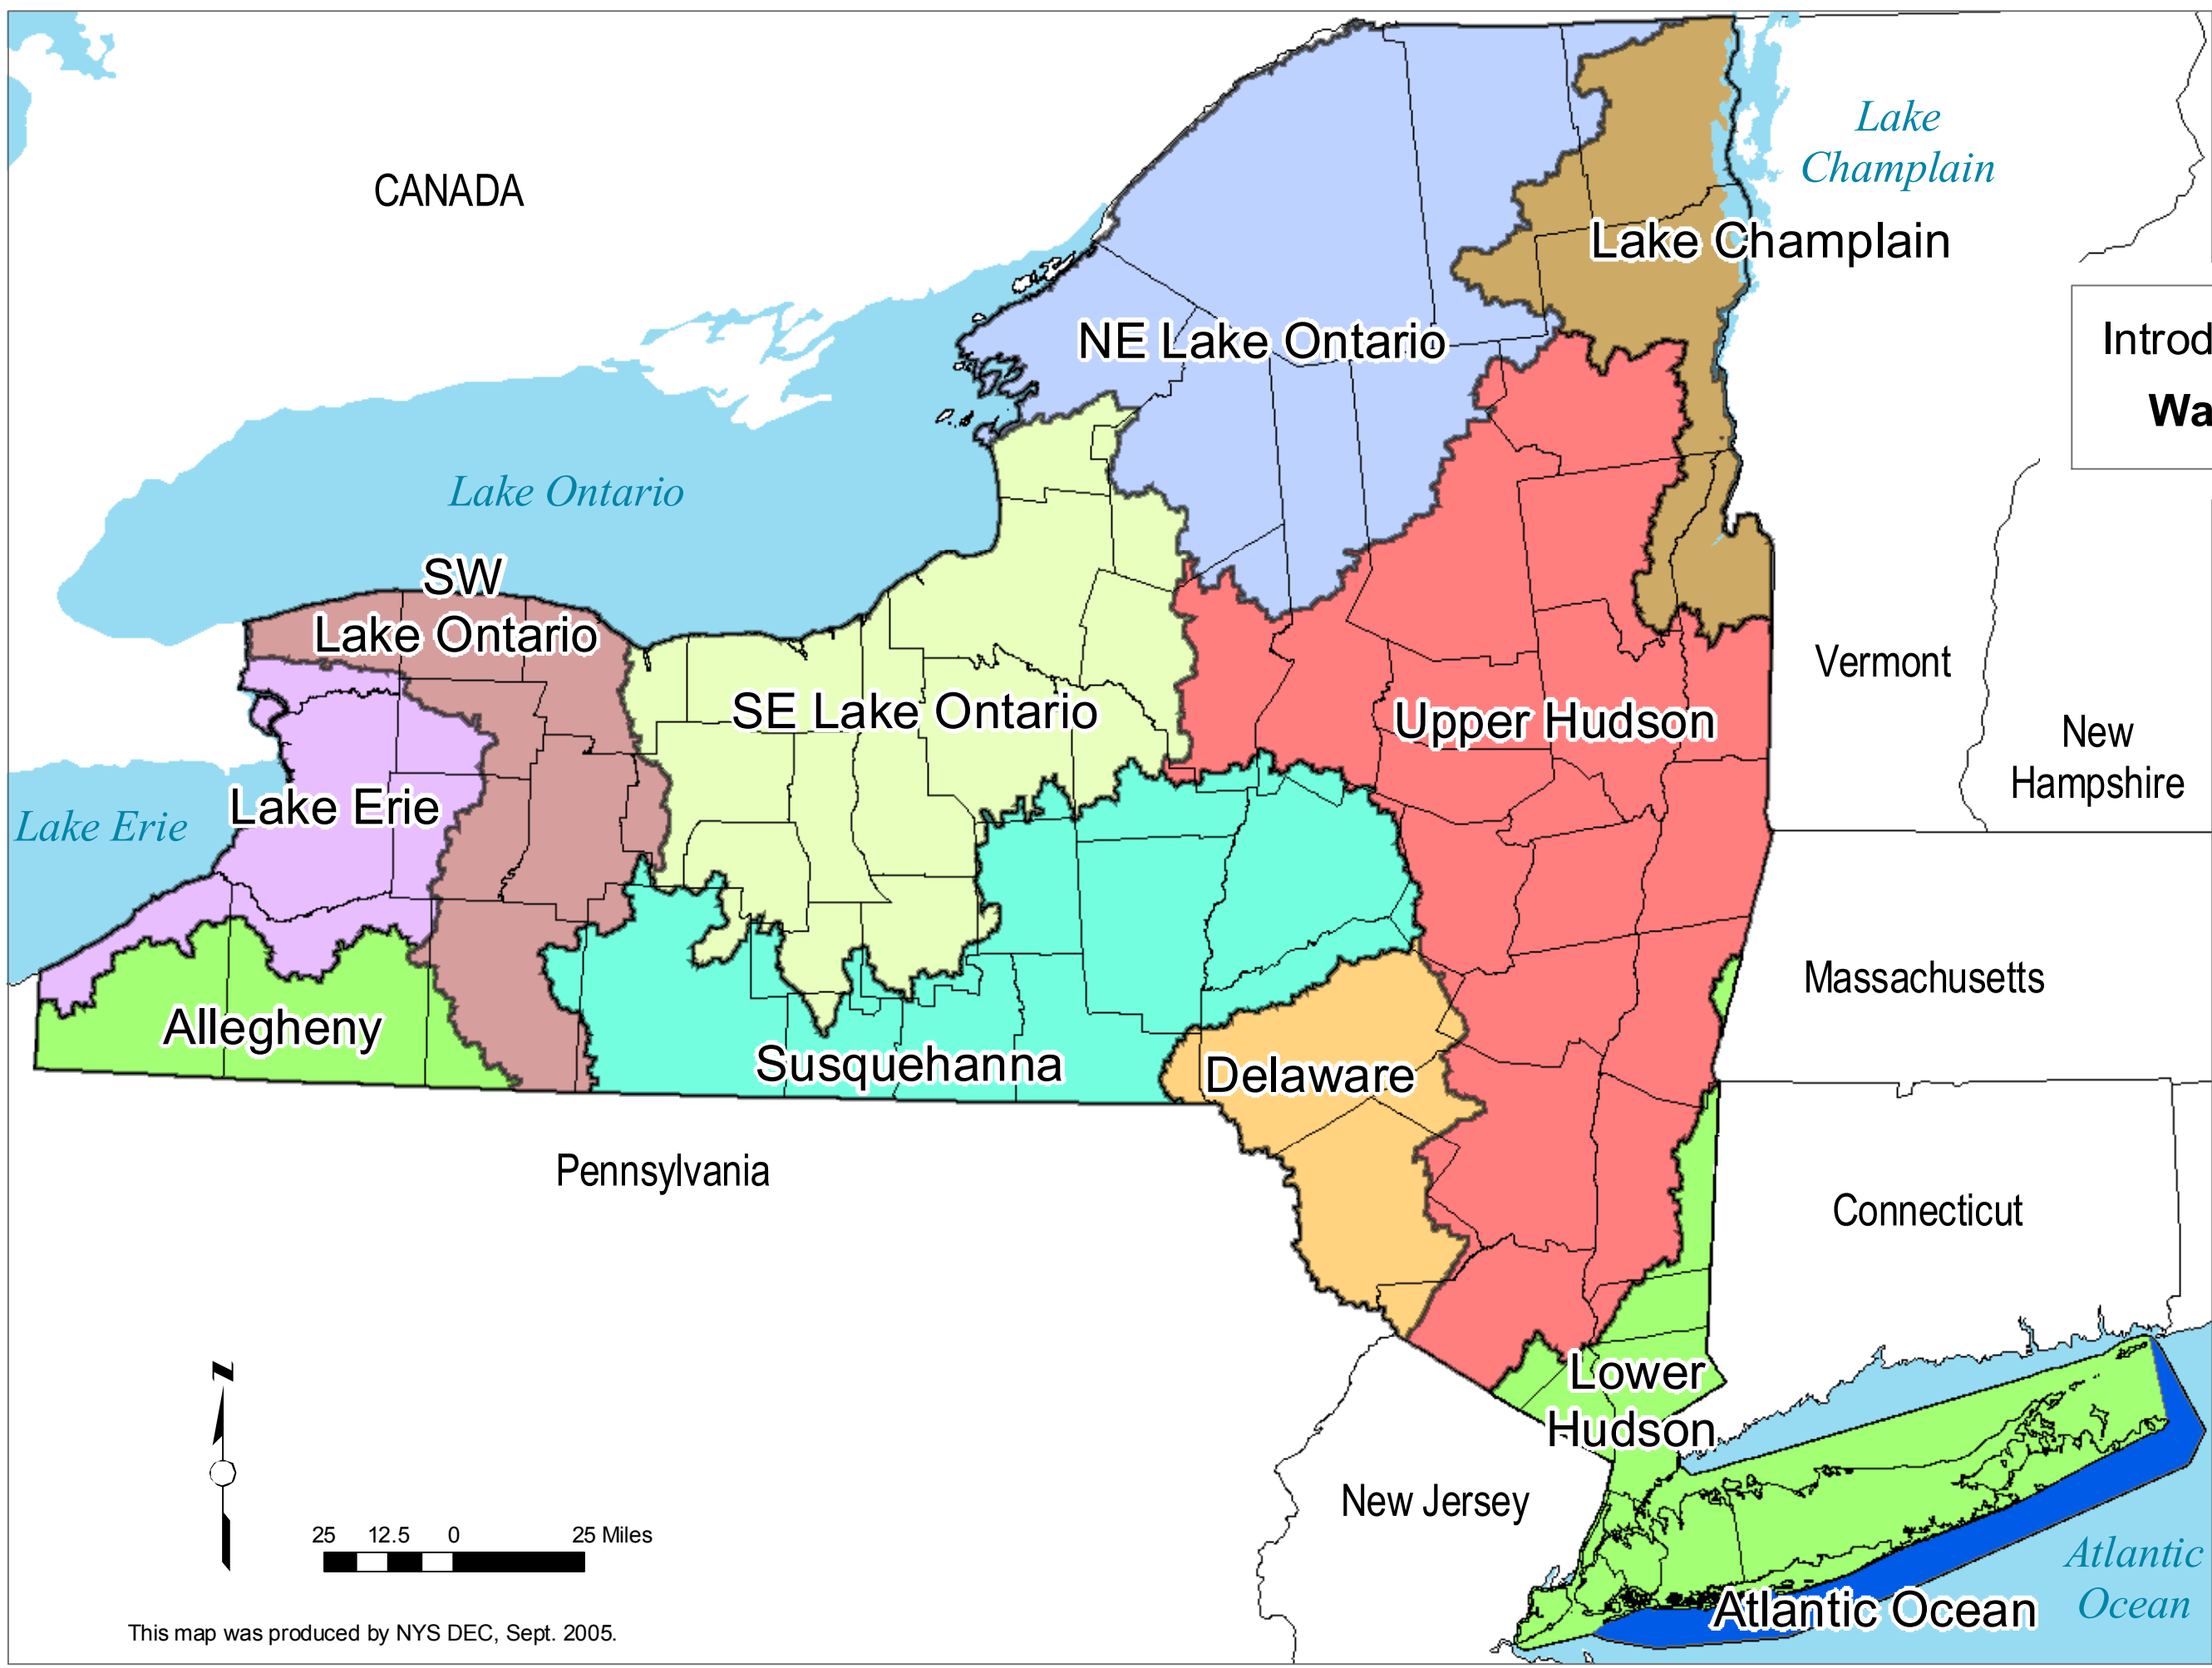 CANADA
Lake
Champlain
Lake Champlain
NE Lake Ontario
Introd
Wa
Lake Ontario
SW
Lake Ontario
SE Lake Ontario
Upper Hudson
Vermont
New
Hampshire
Lake Erie
Lake Erie
Massachusetts
Allegheny
Susquehanna
Delaware
Pennsylvania
Connecticut
Lower
Hudson
New Jersey
N
25 12.5 0 25 Miles
Atlantic
Ocean
Atlantic Ocean
This map was produced by NYS DEC, Sept. 2005.